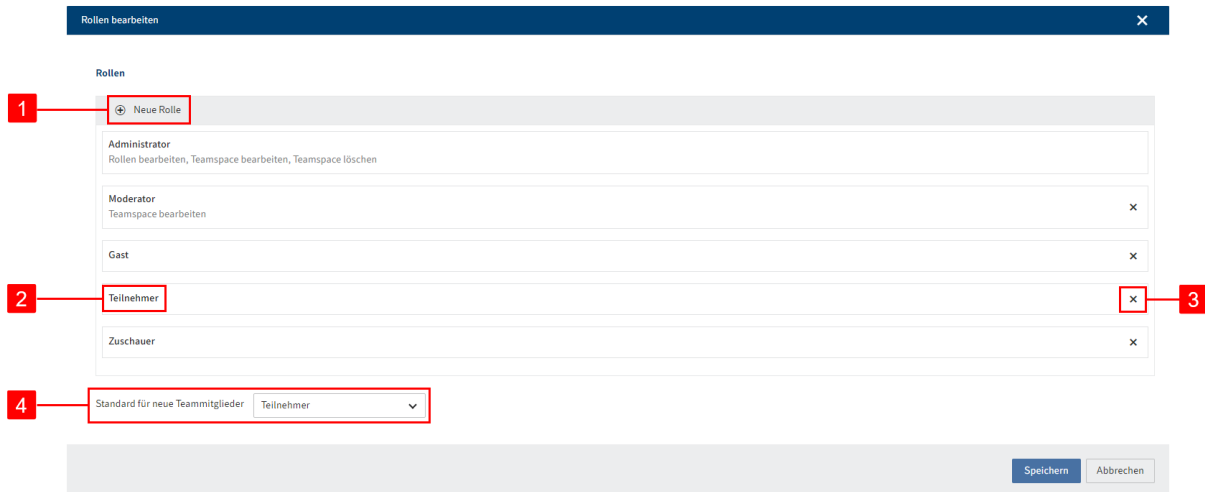 Rollen bearbeiten
Rollen
1
Neue Rolle
Administrator
Rollen bearbeiten, Teamspace bearbeiten, Teamspace löschen
Moderator
Teamspace bearbeiten
Gast
2
Teilnehmer
3
Zuschauer
4
Standard für neue Teammitglieder Teilnehmer
Speichern Abbrechen